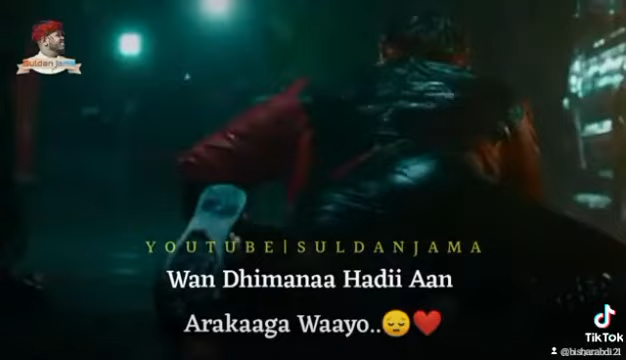 Suldan Jama
YOUTUBE|SULDANJAMA
Wan Dhimanaa Hadii Aan
Arakaaga Waayo..😔❤️
TikTok
@bisharabdi21